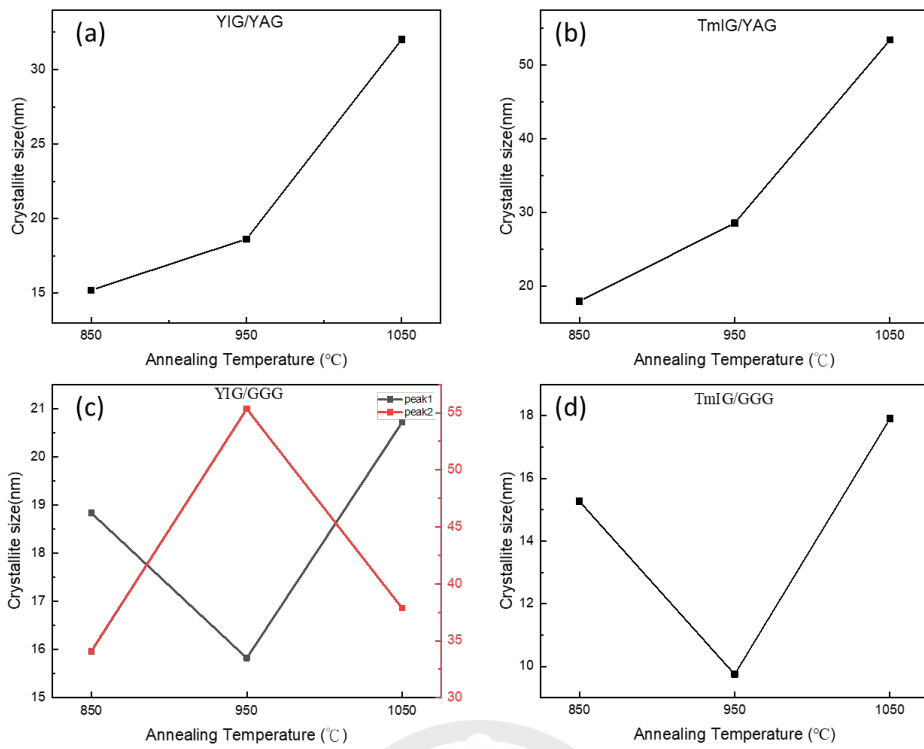 (a)
YIG/YAG
Crystallite size(nm)
30
25
20
15
850
950
1050
Annealing Temperature (℃)
(b)
TmIG/YAG
Crystallite size(nm)
50
40
30
20
850
950
1050
Annealing Temperature (℃)
(c)
YIG/GGG
peak1
peak2
Crystallite size(nm)
21
20
19
18
17
16
15
55
50
45
40
35
30
850
950
1050
Annealing Temperature (℃)
(d)
TmIG/GGG
Crystallite size(nm)
18
16
14
12
10
850
950
1050
Annealing Temperature (℃)